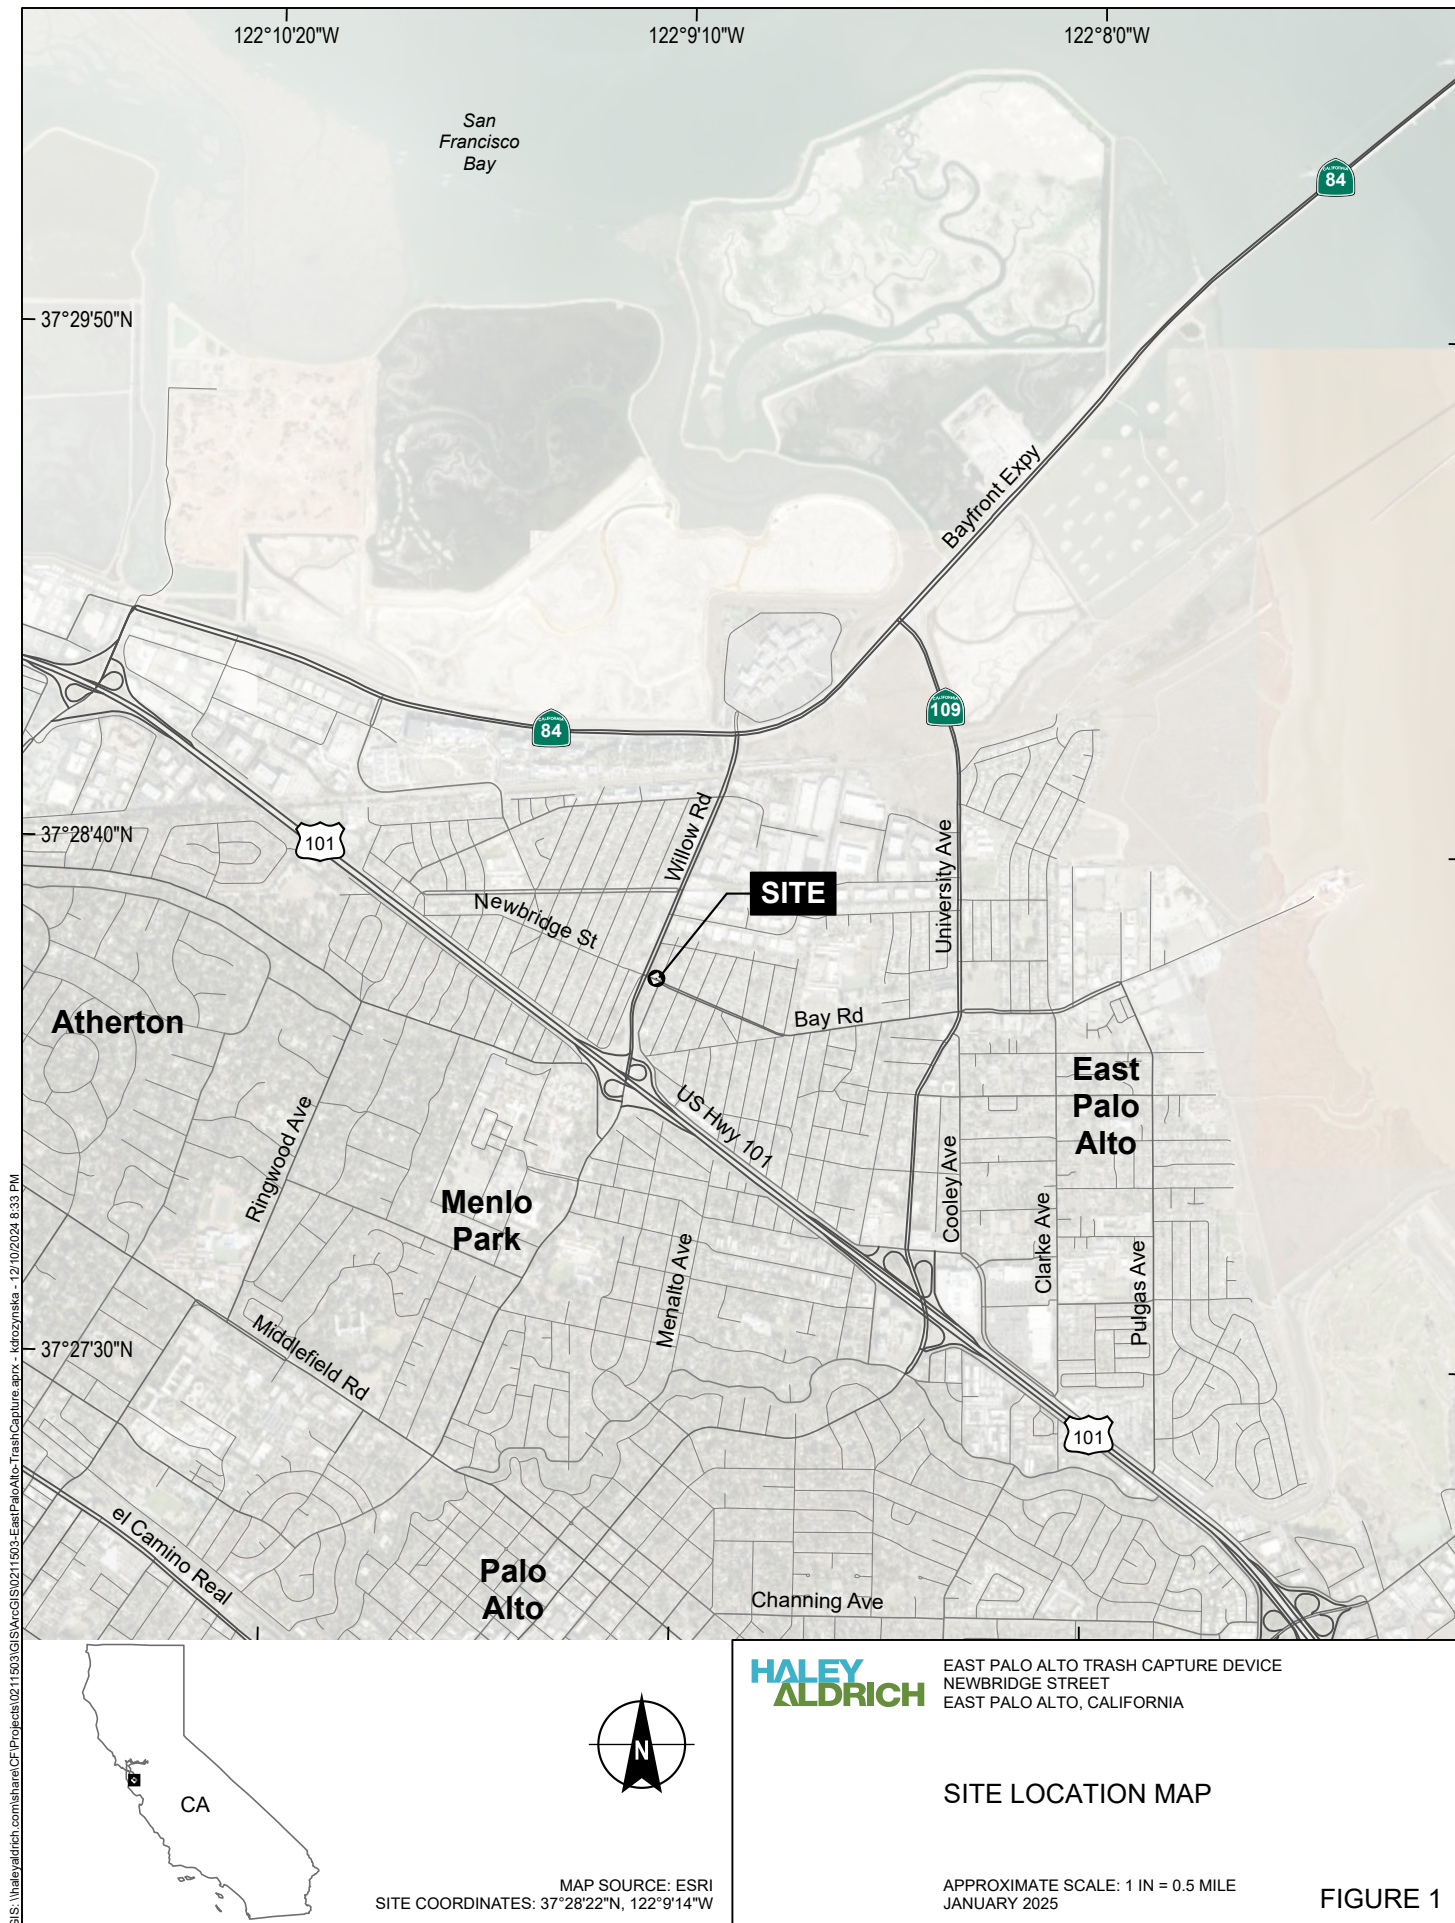 122°10'20"W
122°9'10"W
122°8'0"W
San
Francisco
Bay
CALIFORNIA
84
37°29'50"N
Bayfront Expy
CALIFORNIA
109
CALIFORNIA
84
Willow Rd
37°28'40"N
101
University Ave
SITE
Newbridge St
Atherton
Bay Rd
East
Palo
Alto
US Hwy 101
Ringwood Ave
Cooley Ave
Menlo
Park
Clarke Ave
Menalto Ave
Pulgas Ave
37°27'30"N
Middlefield Rd
101
el Camino Real
Palo
Alto
Channing Ave
GIS: \\haleyaldrich.com\share\CF\Projects\0211503\GIS\ArcGIS\0211503-EastPaloAlto-TrashCapture.aprx - kdrozynska - 12/10/2024 8:33 PM
CA
N
MAP SOURCE: ESRI
SITE COORDINATES: 37°28'22"N, 122°9'14"W
HALEY
ALDRICH
EAST PALO ALTO TRASH CAPTURE DEVICE
NEWBRIDGE STREET
EAST PALO ALTO, CALIFORNIA
SITE LOCATION MAP
APPROXIMATE SCALE: 1 IN = 0.5 MILE
JANUARY 2025
FIGURE 1